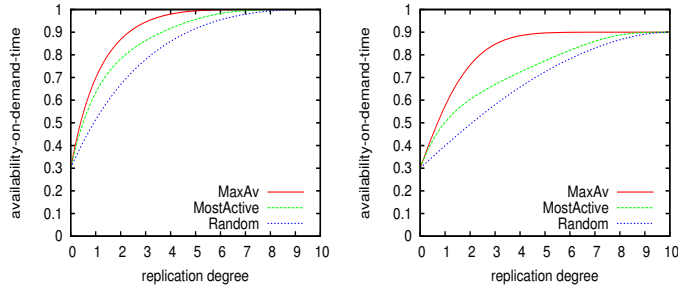 availability-on-demand-time
1
0.9
0.8
0.7
0.6
0.5
0.4
0.3
0.2
0.1
0
MaxAv
MostActive
Random
0 1 2 3 4 5 6 7 8 9 10
replication degree
availability-on-demand-time
1
0.9
0.8
0.7
0.6
0.5
0.4
0.3
0.2
0.1
0
MaxAv
MostActive
Random
0 1 2 3 4 5 6 7 8 9 10
replication degree